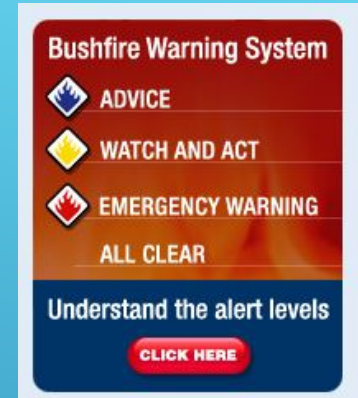 Bushfire Warning System
ADVICE
WATCH AND ACT
EMERGENCY WARNING
ALL CLEAR
Understand the alert levels
CLICK HERE